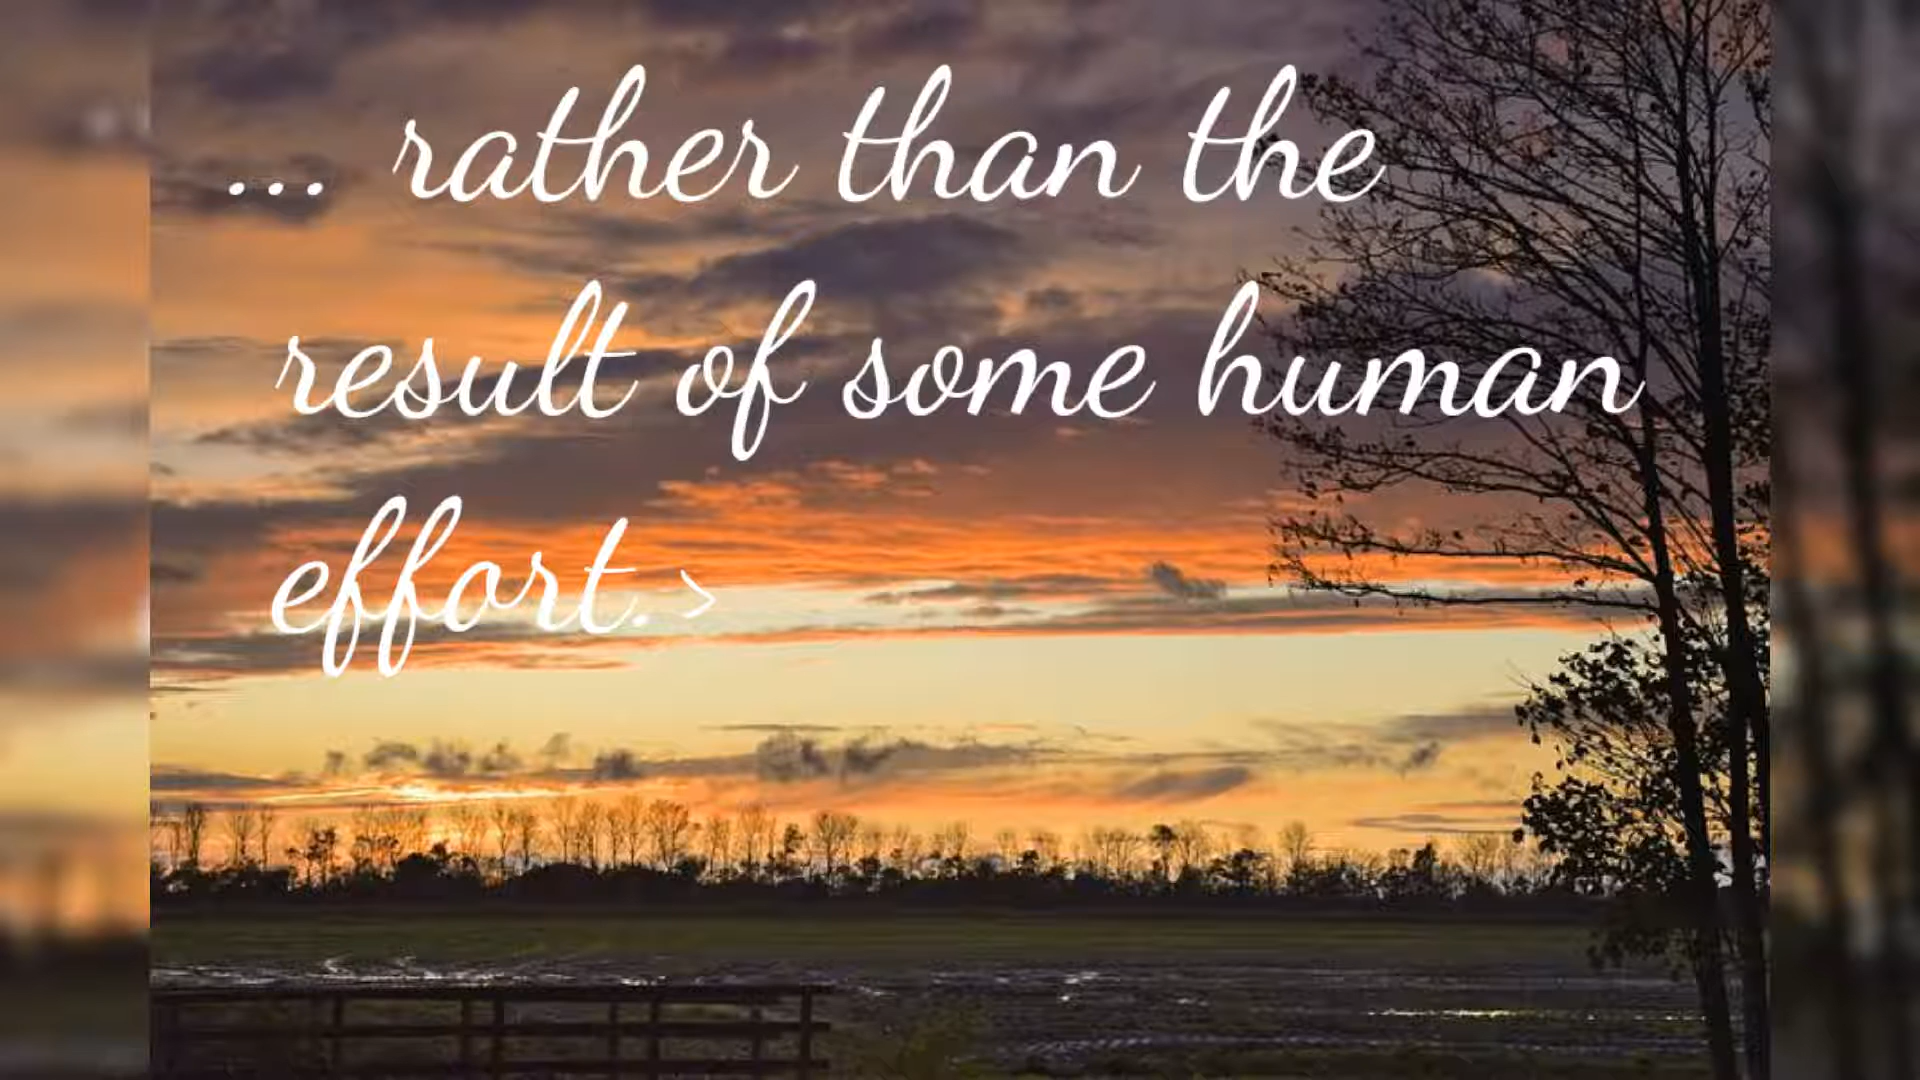 ... rather than the
result of some human
effort.>